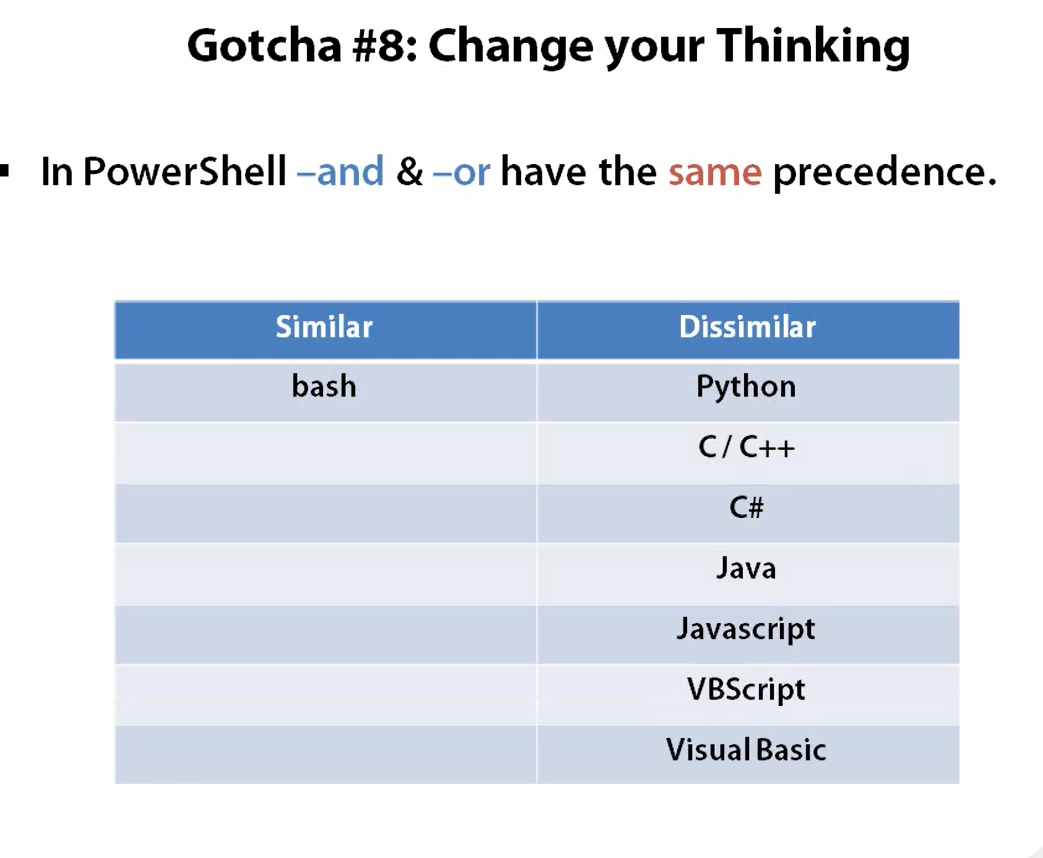 Gotcha #8: Change your Thinking
▪ In PowerShell –and & –or have the same precedence.
Similar Dissimilar
bash Python
C / C++
C#
Java
Javascript
VBScript
Visual Basic